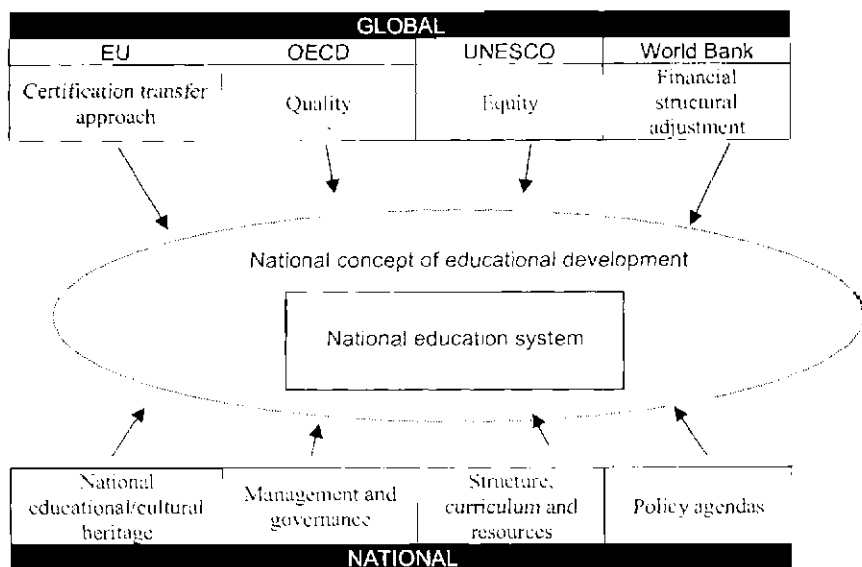 GLOBAL
EU OECD UNESCO World Bank
Certification transfer approach
Quality
Equity
Financial structural adjustment
National concept of educational development
National education system
National educational/cultural heritage
Management and governance
Structure, curriculum and resources
Policy agendas
NATIONAL